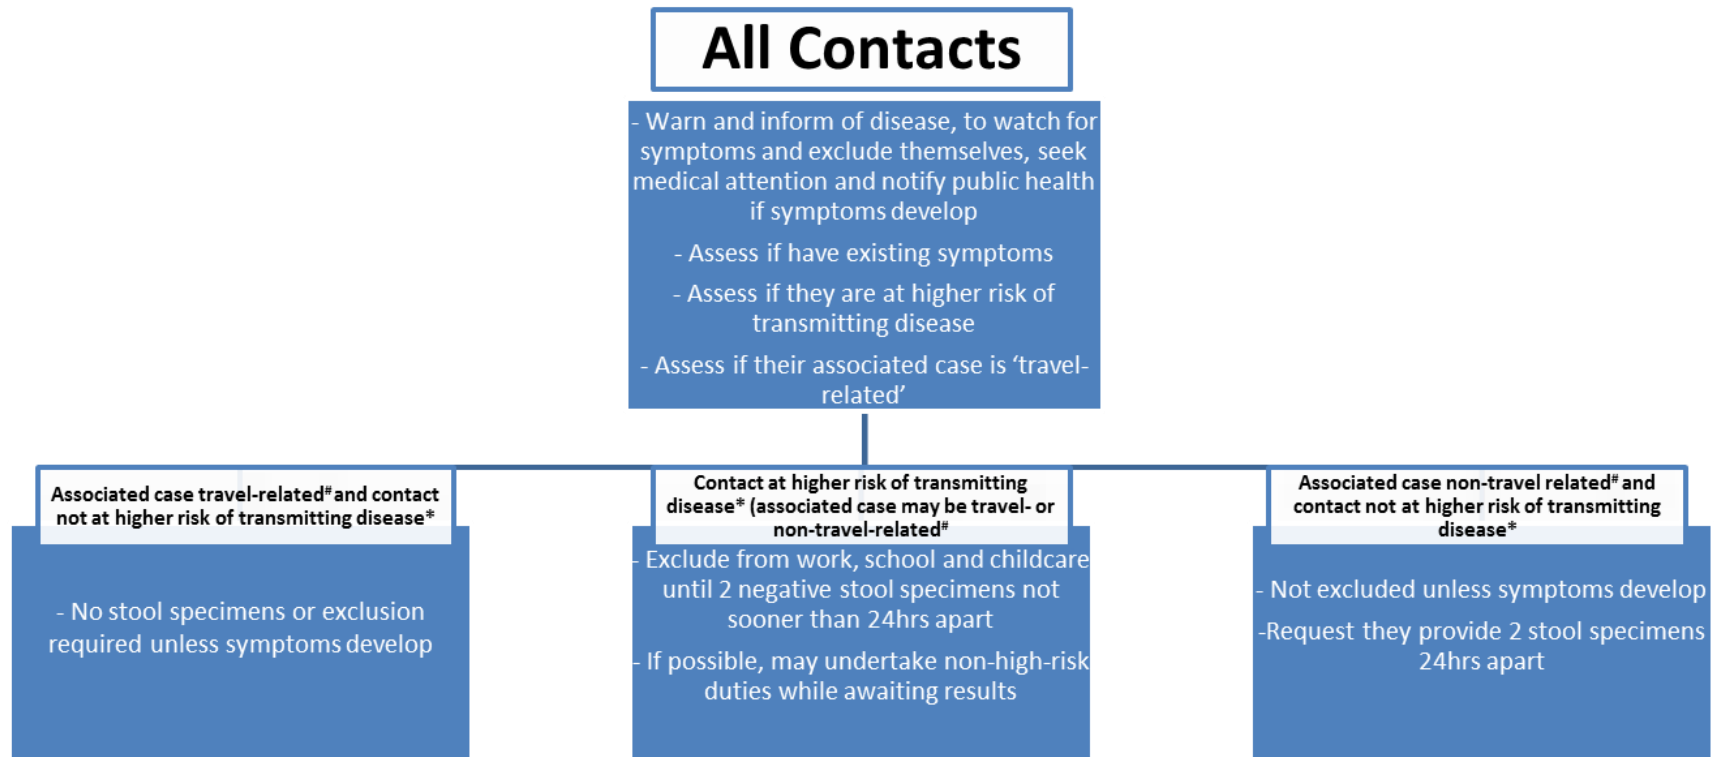 All Contacts
- Warn and inform of disease, to watch for
symptoms and exclude themselves, seek
medical attention and notify public health
if symptoms develop
- Assess if have existing symptoms
- Assess if they are at higher risk of
transmitting disease
- Assess if their associated case is ‘travel-
related’
Associated case travel-related# and contact
not at higher risk of transmitting disease*
- No stool specimens or exclusion
required unless symptoms develop
Contact at higher risk of transmitting
disease* (associated case may be travel- or
non-travel-related#
- Exclude from work, school and childcare
until 2 negative stool specimens not
sooner than 24hrs apart
- If possible, may undertake non-high-risk
duties while awaiting results
Associated case non-travel related# and
contact not at higher risk of transmitting
disease*
- Not excluded unless symptoms develop
-Request they provide 2 stool specimens
24hrs apart